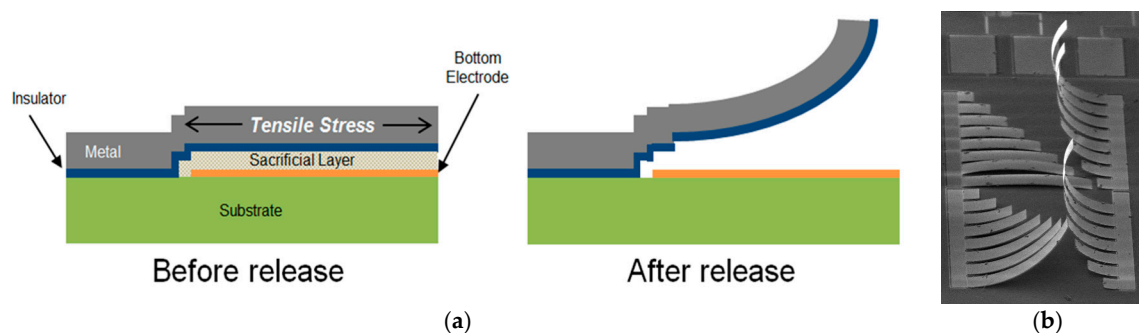 Insulator
Metal
Tensile Stress
Sacrificial Layer
Bottom
Electrode
Substrate
Before release
After release
(a)
(b)